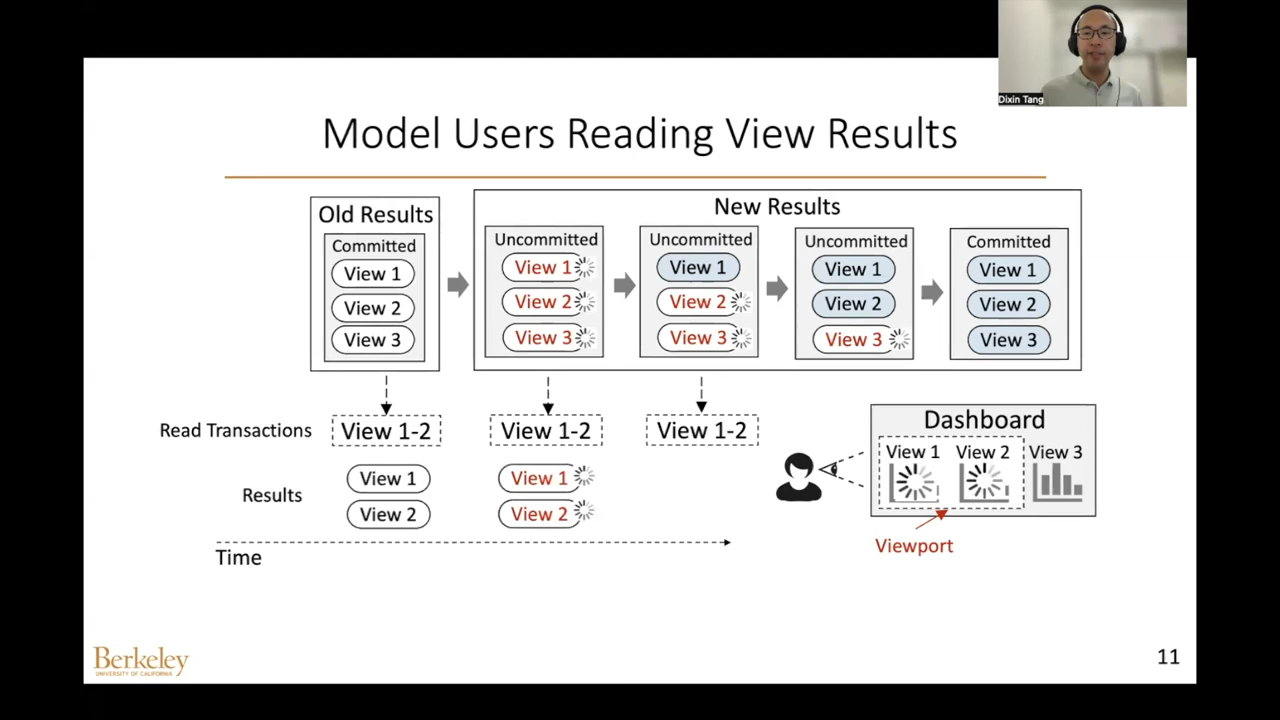 Dixin Tang
Model Users Reading View Results
Old Results
Committed
View 1
View 2
View 3
New Results
Uncommitted
View 1
View 2
View 3
Uncommitted
View 1
View 2
View 3
Uncommitted
View 1
View 2
View 3
Committed
View 1
View 2
View 3
Read Transactions
View 1-2
View 1-2
View 1-2
Results
View 1
View 2
View 1
View 2
Time
Dashboard
View 1
View 2
View 3
Viewport
Berkeley
UNIVERSITY OF CALIFORNIA
11